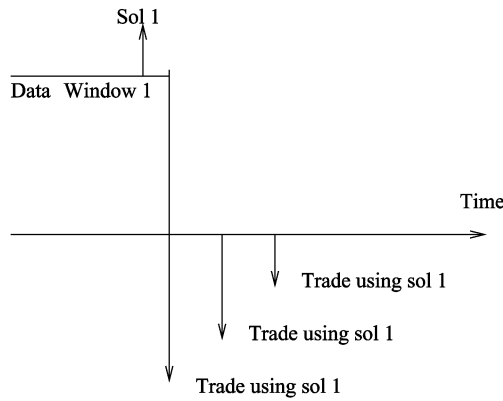 Sol 1
Data Window 1
Time
Trade using sol 1
Trade using sol 1
Trade using sol 1